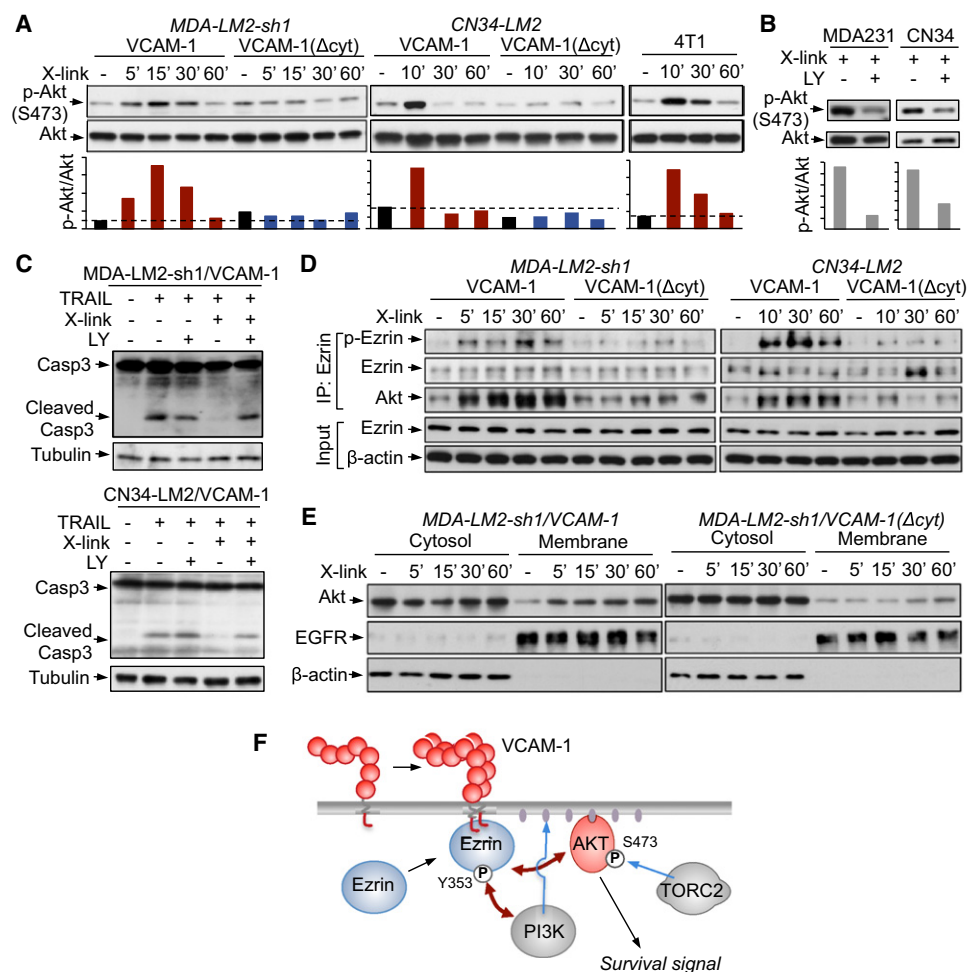 A
MDA-LM2-sh1
CN34-LM2
VCAM-1 VCAM-1(Δcyt) VCAM-1 VCAM-1(Δcyt) 4T1
X-link - 5' 15' 30' 60' - 5' 15' 30' 60' - 10' 30' 60' - 10' 30' 60' - 10' 30' 60'
p-Akt
(S473)
Akt
p-Akt/Akt
B
MDA231 CN34
X-link + + + +
LY - + - +
p-Akt
(S473)
Akt
p-Akt/Akt
C
MDA-LM2-sh1/VCAM-1
TRAIL - + + + +
X-link - - - + +
LY - - + - +
Casp3
Cleaved
Casp3
Tubulin
CN34-LM2/VCAM-1
TRAIL - + + + +
X-link - - - + +
LY - - + - +
Casp3
Cleaved
Casp3
Tubulin
D
MDA-LM2-sh1 CN34-LM2
VCAM-1 VCAM-1(Δcyt) VCAM-1 VCAM-1(Δcyt)
X-link - 5' 15' 30' 60' - 5' 15' 30' 60' - 10' 30' 60' - 10' 30' 60'
IP: Ezrin
p-Ezrin
Ezrin
Akt
Input
Ezrin
β-actin
E
MDA-LM2-sh1/VCAM-1 MDA-LM2-sh1/VCAM-1(Δcyt)
Cytosol Membrane Cytosol Membrane
X-link - 5' 15' 30' 60' - 5' 15' 30' 60' - 5' 15' 30' 60' - 5' 15' 30' 60'
Akt
EGFR
β-actin
F
VCAM-1
Ezrin
AKT
S473
P
P
Y353
Ezrin
TORC2
PI3K
Survival signal